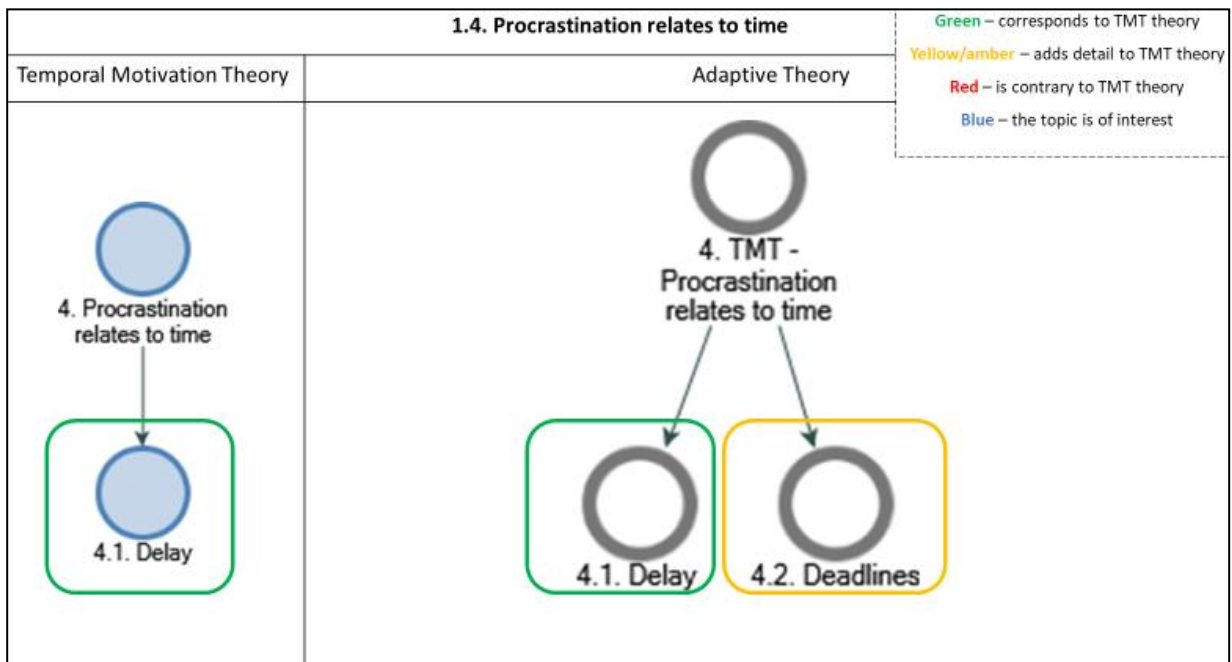 1.4. Procrastination relates to time
Green – corresponds to TMT theory
Yellow/amber – adds detail to TMT theory
Red – is contrary to TMT theory
Blue – the topic is of interest
Temporal Motivation Theory
Adaptive Theory
4. Procrastination
relates to time
4.1. Delay
4. TMT -
Procrastination
relates to time
4.1. Delay
4.2. Deadlines